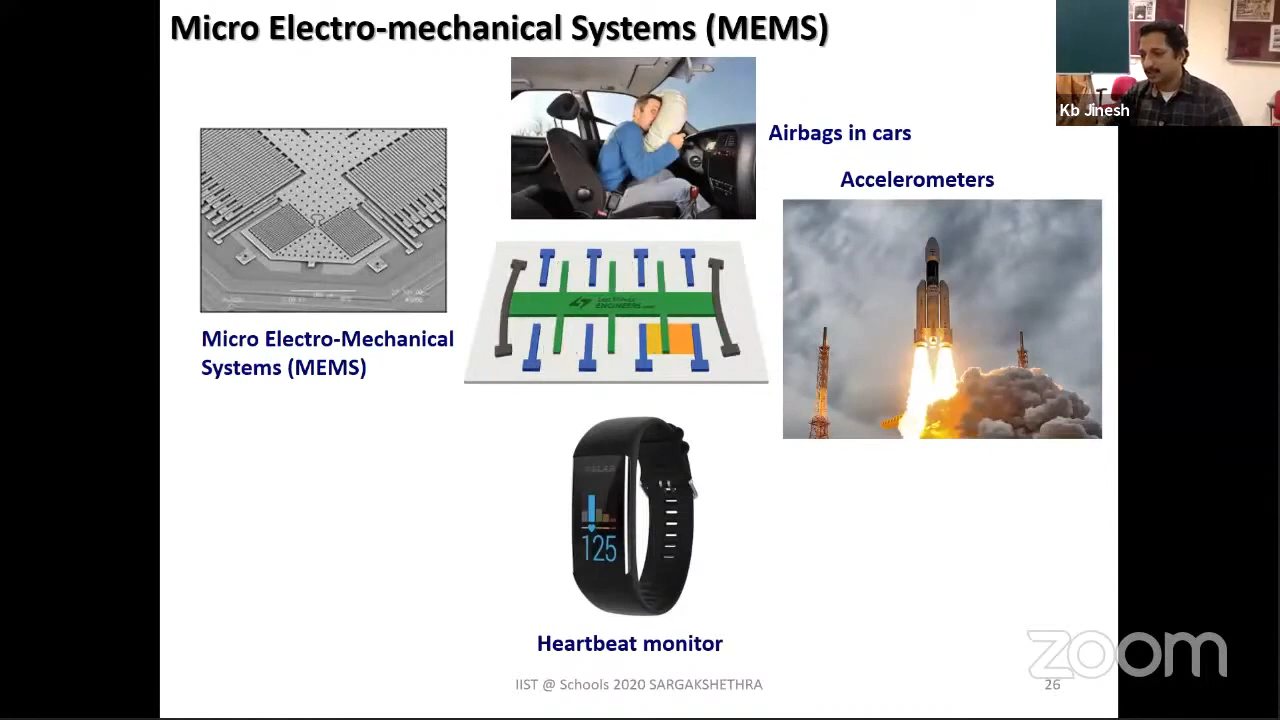 Micro Electro-mechanical Systems (MEMS)
Kb Jinesh
Airbags in cars
Accelerometers
ENGINEERS
Micro Electro-Mechanical
Systems (MEMS)
125
Heartbeat monitor
zoom
IIST @ Schools 2020 SARGAKSHETHRA
26